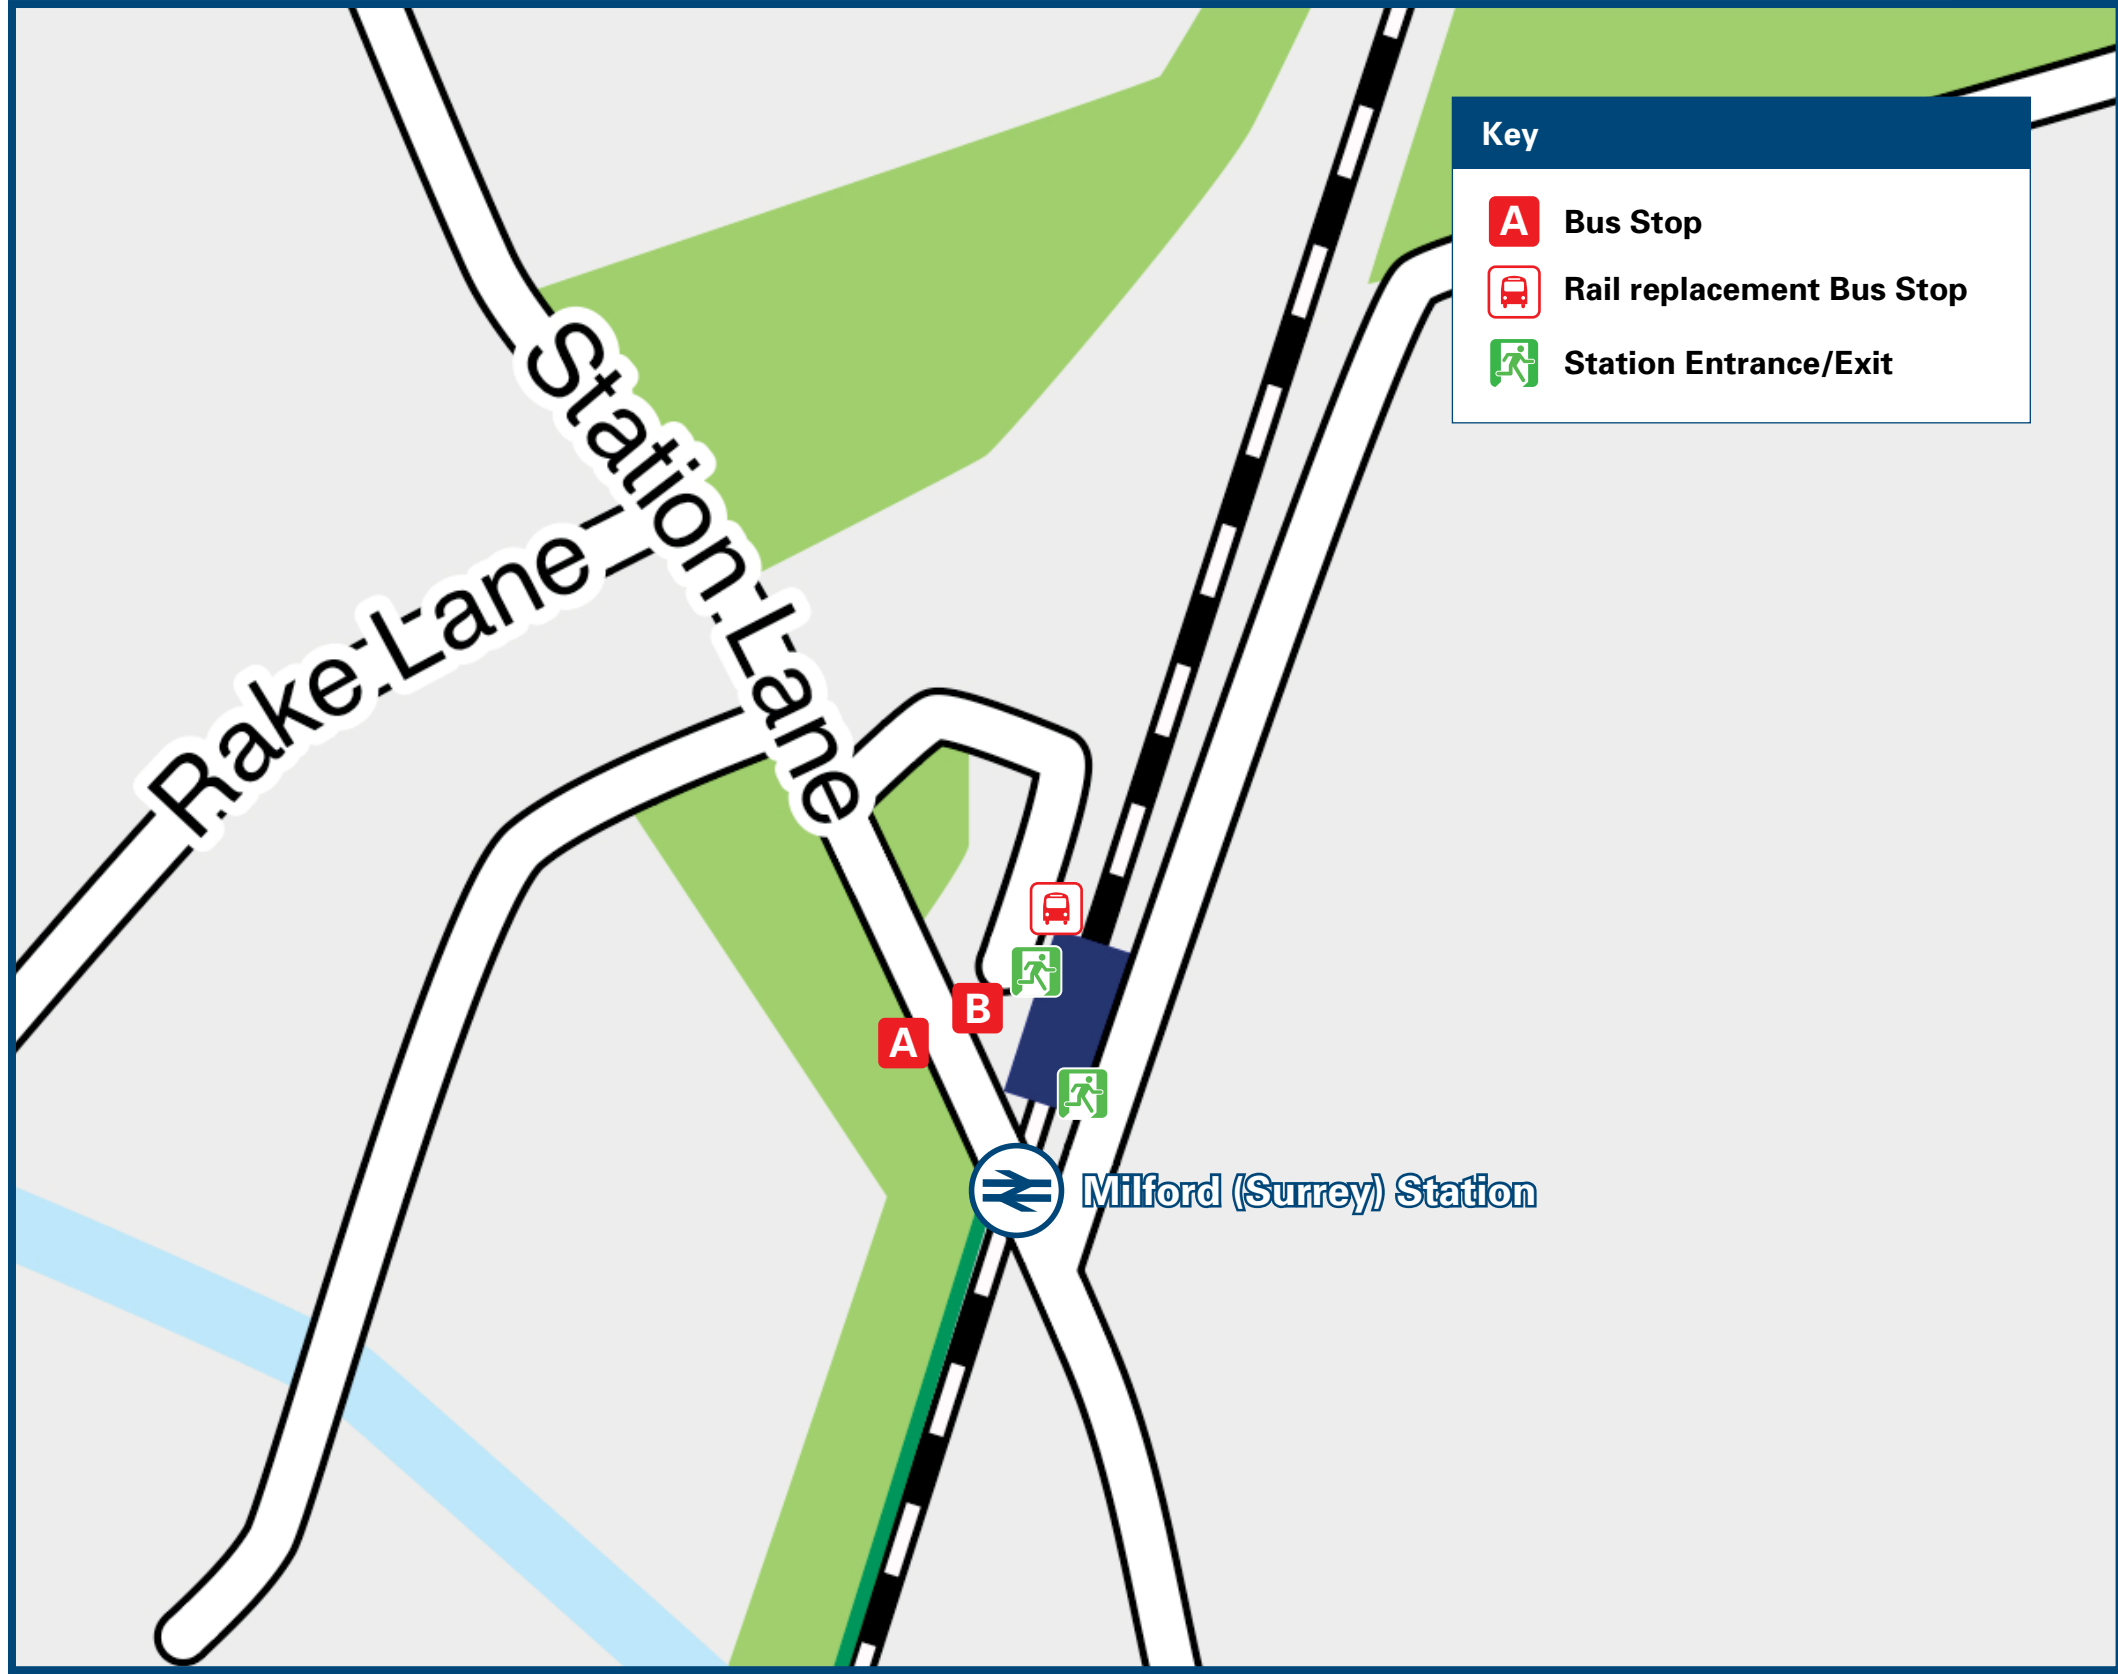 Key
A Bus Stop
Rail replacement Bus Stop
Station Entrance/Exit
Station Lane
Rake Lane
B
A
Milford (Surrey) Station